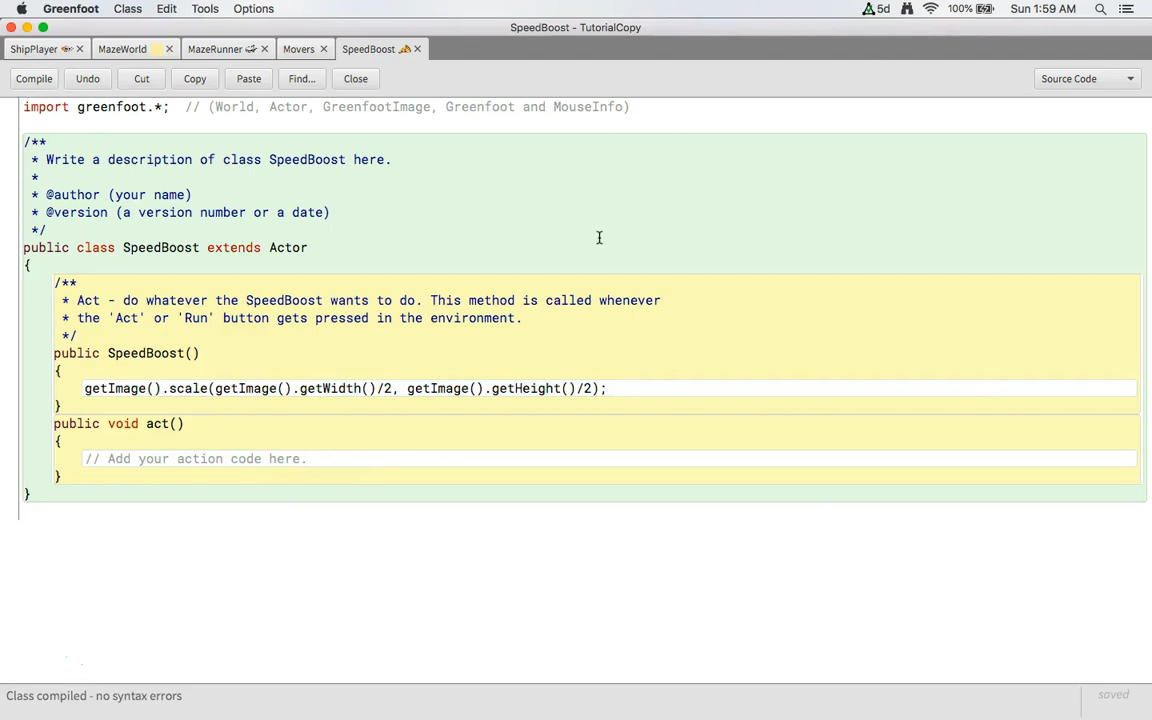 Greenfoot Class Edit Tools Options 5d 100% Sun 1:59 AM
SpeedBoost - TutorialCopy
ShipPlayer MazeWorld MazeRunner Movers SpeedBoost
Compile Undo Cut Copy Paste Find... Close Source Code
import greenfoot.*;  // (World, Actor, GreenfootImage, Greenfoot and MouseInfo)
/**
 * Write a description of class SpeedBoost here.
 *
 * @author (your name)
 * @version (a version number or a date)
 */
public class SpeedBoost extends Actor
{
    /**
     * Act - do whatever the SpeedBoost wants to do. This method is called whenever
     * the 'Act' or 'Run' button gets pressed in the environment.
     */
    public SpeedBoost()
    {
        getImage().scale(getImage().getWidth()/2, getImage().getHeight()/2);
    }
    public void act()
    {
        // Add your action code here.
    }
}
Class compiled - no syntax errors
saved